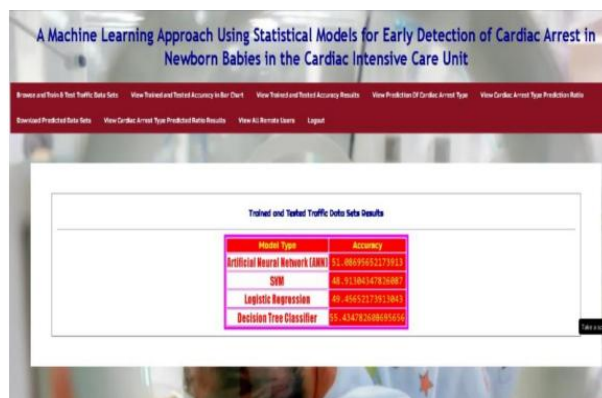 A Machine Learning Approach Using Statistical Models for Early Detection of Cardiac Arrest in
Newborn Babies in the Cardiac Intensive Care Unit
Browse and Train & Test Traffic Data Sets View Trained and Tested Accuracy in Bar Chart View Trained and Tested Accuracy Results View Prediction Of Cardiac Arrest Type View Cardiac Arrest Type Prediction Ratio
Download Predicted Data Sets View Cardiac Arrest Type Predicted Ratio Results View All Remote Users Logout
Trained and Tested Traffic Data Sets Results
Model Type Accuracy
Artificial Neural Network (ANN) 51.08695652173913
SVM 48.91304347826087
Logistic Regression 49.45652173913043
Decision Tree Classifier 55.434782608695656